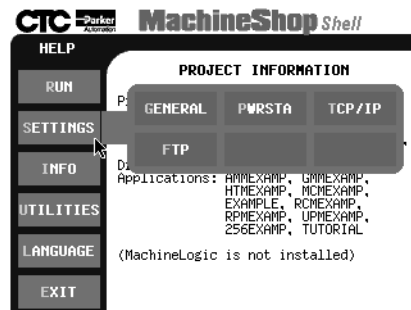 CTC Parker Automation MachineShop Shell
HELP
PROJECT INFORMATION
RUN
GENERAL PWRSTA TCP/IP
SETTINGS
FTP
INFO
Applications: AMMEXAMP, GMMEXAMP,
HTMEXAMP, MCMEXAMP,
EXAMPLE, RCMEXAMP,
UTILITIES
RPMEXAMP, UPMEXAMP,
256EXAMP, TUTORIAL
LANGUAGE
(MachineLogic is not installed)
EXIT